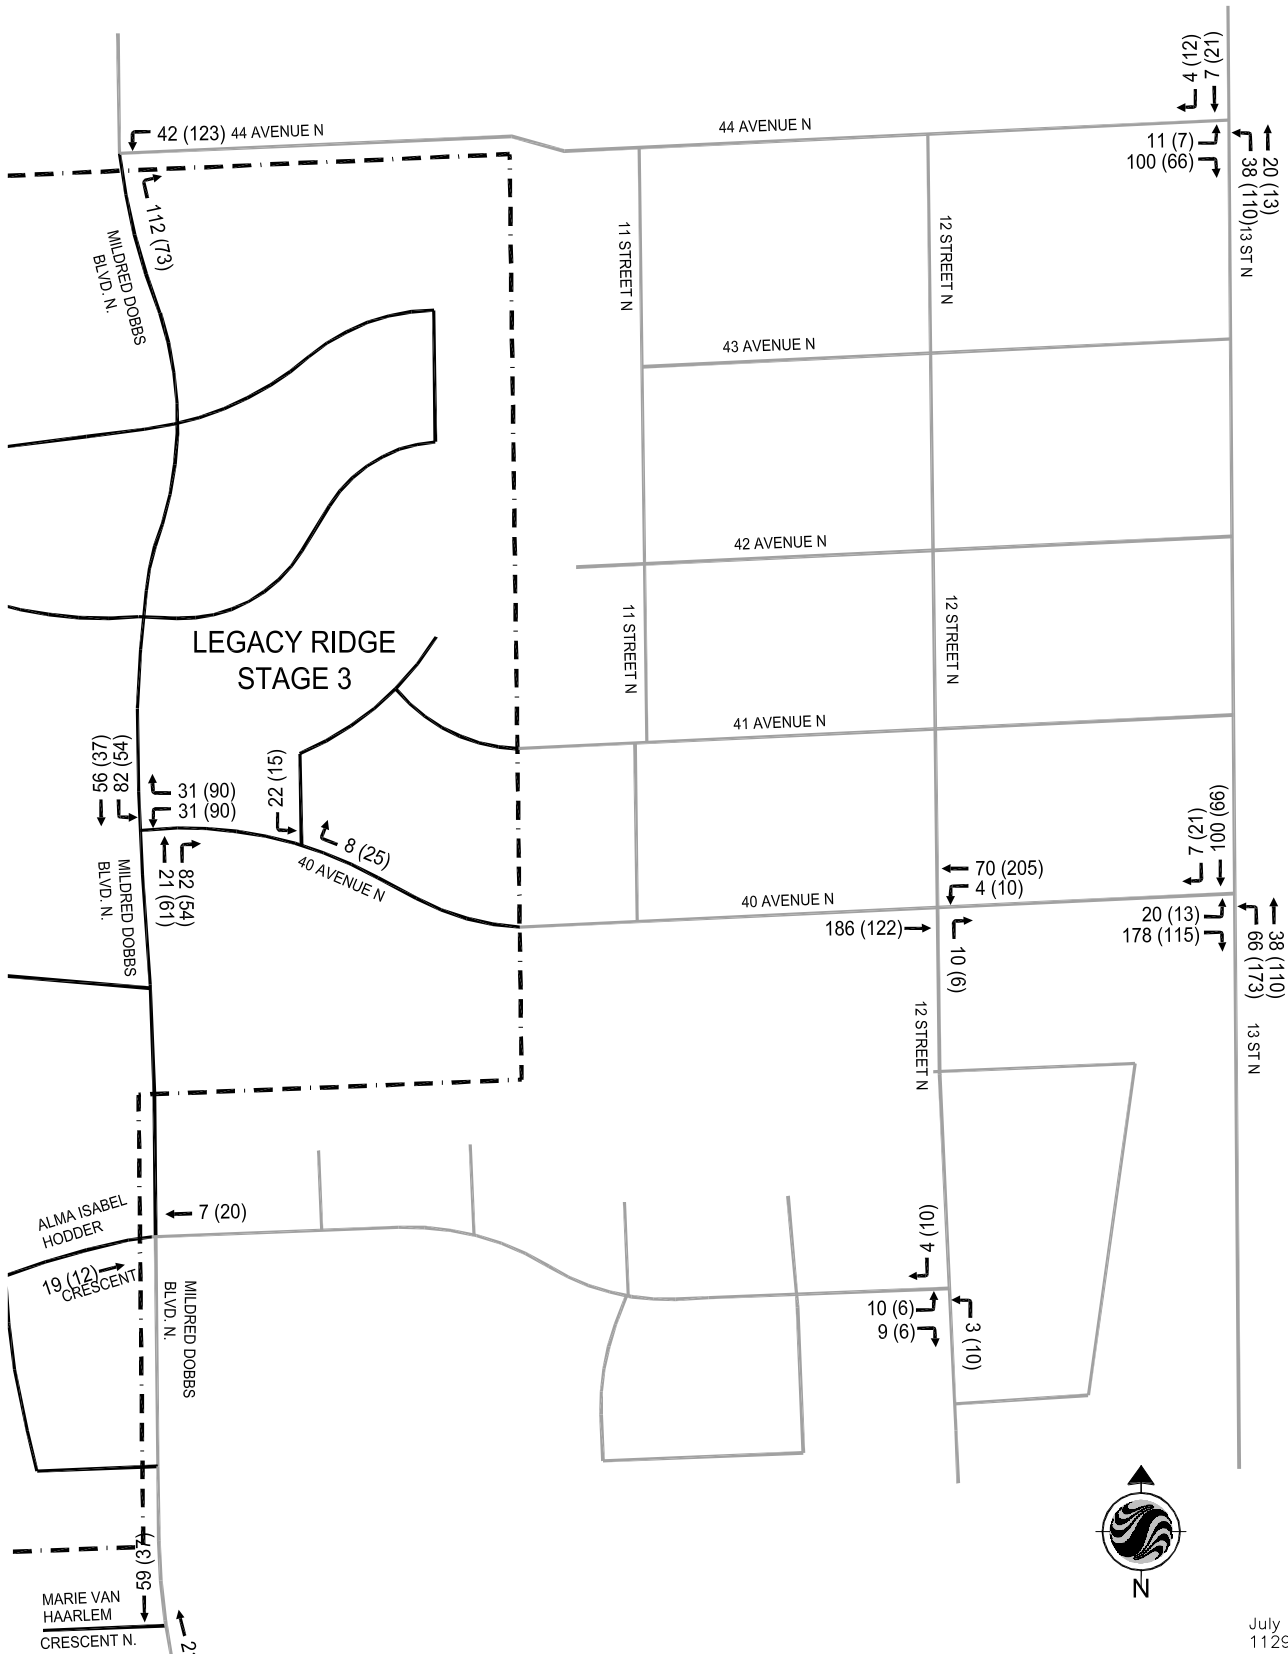 4 (12)
7 (21)
42 (123)
44 AVENUE N
44 AVENUE N
11 (7)
100 (66)
38 (110)
20 (13)
13 ST N
112 (73)
MILDRED DOBBS
BLVD. N.
11 STREET N
12 STREET N
43 AVENUE N
42 AVENUE N
LEGACY RIDGE
STAGE 3
11 STREET N
12 STREET N
41 AVENUE N
56 (37)
82 (54)
31 (90)
31 (90)
22 (15)
8 (25)
40 AVENUE N
21 (61)
82 (54)
MILDRED DOBBS
BLVD. N.
70 (205)
4 (10)
40 AVENUE N
186 (122)
10 (6)
7 (21)
100 (66)
20 (13)
178 (115)
66 (173)
38 (110)
12 STREET N
13 ST N
ALMA ISABEL
HODDER
CRESCENT
7 (20)
19 (12)
MILDRED DOBBS
BLVD. N.
4 (10)
10 (6)
9 (6)
3 (10)
59 (37)
MARIE VAN
HAARLEM
CRESCENT N.
N
July
1129